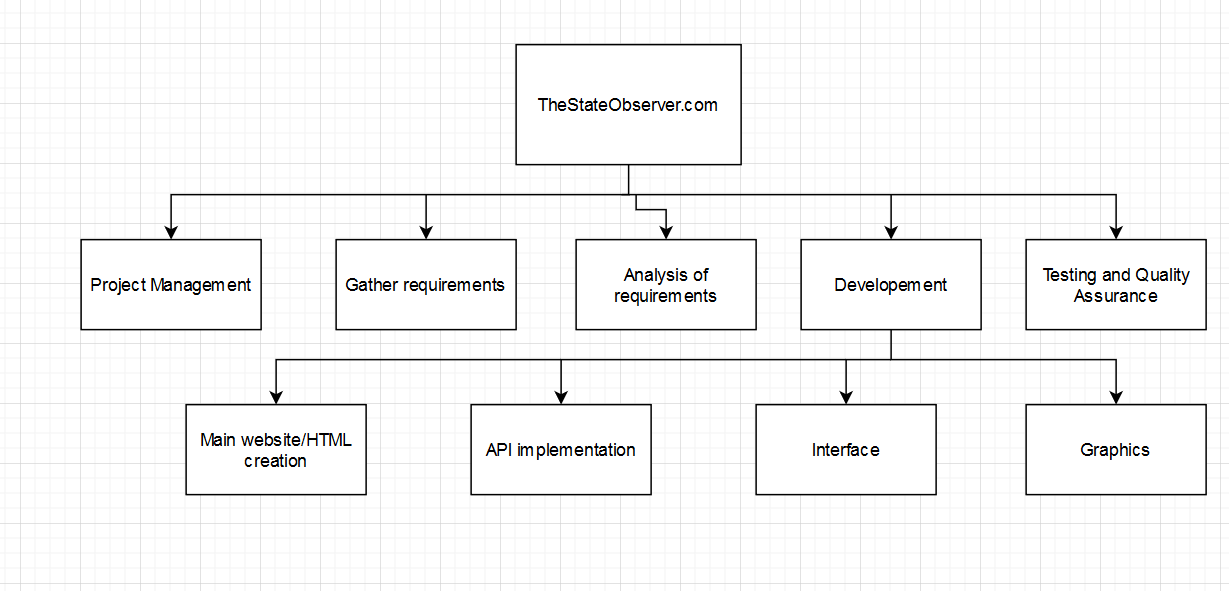 TheStateObserver.com
Project Management
Gather requirements
Analysis of
requirements
Developement
Testing and Quality
Assurance
Main website/HTML
creation
API implementation
Interface
Graphics